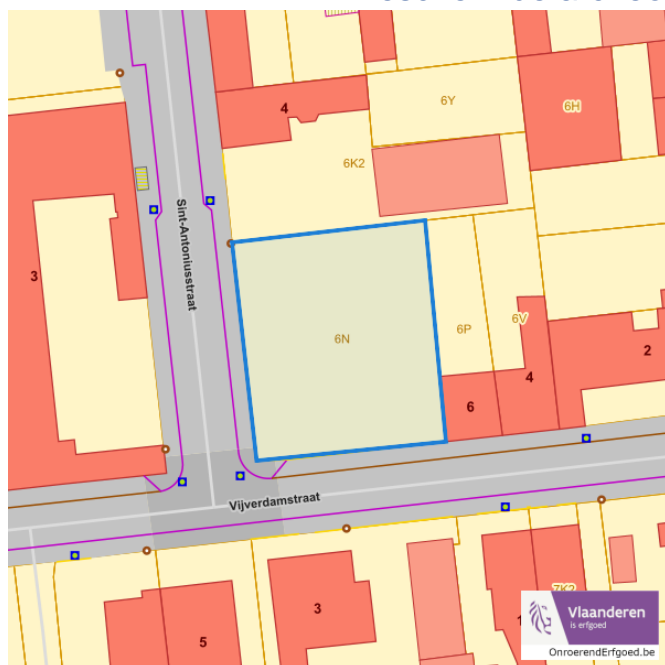 4
6Y
6H
6K2
Sint-Antoniusstraat
3
6N
6P
6V
2
4
6
Vijverdamstraat
3
5
Vlaanderen
is erfgoed
OnroerendErfgoed.be